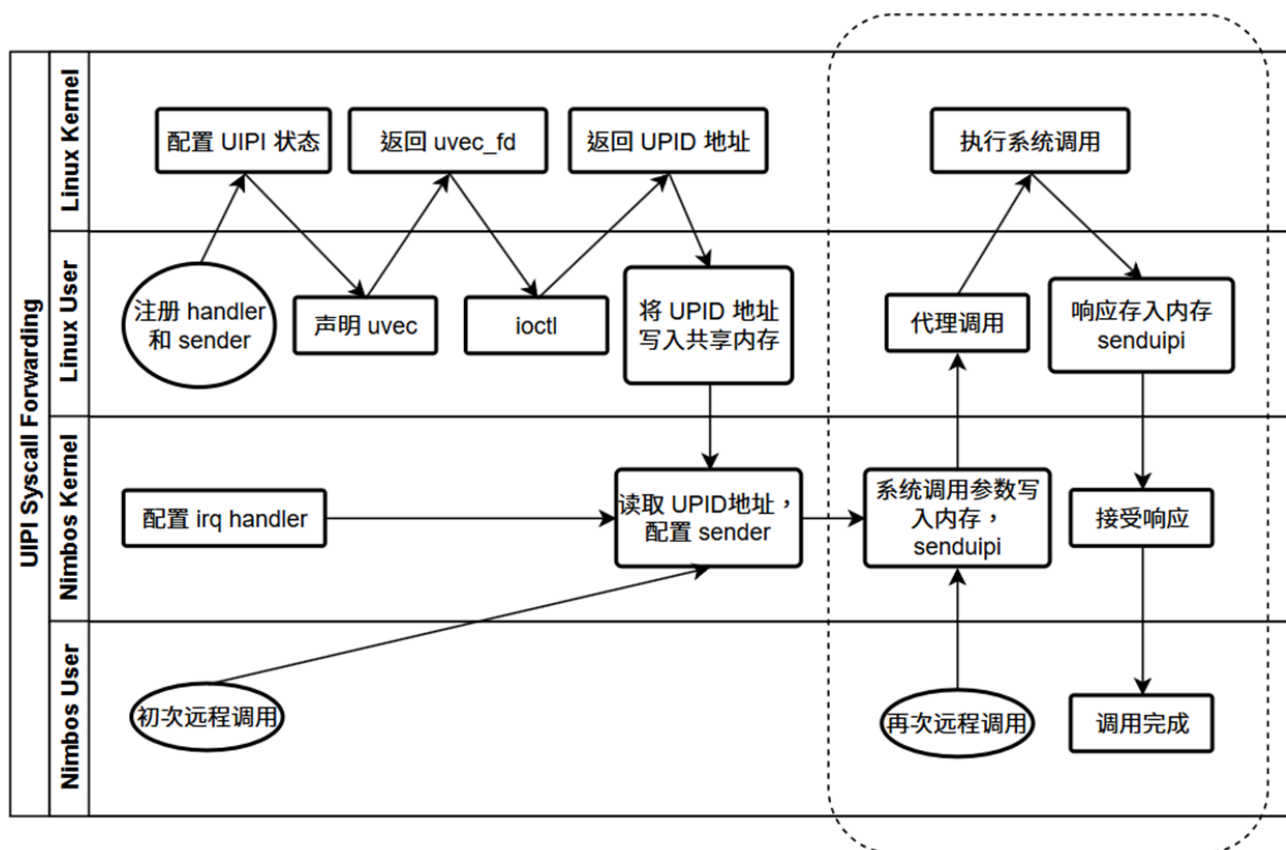 UIPI Syscall Forwarding
Linux Kernel
配置 UIPI 状态
返回 uvec_fd
返回 UPID 地址
执行系统调用
Linux User
注册 handler
和 sender
声明 uvec
ioctl
将 UPID 地址
写入共享内存
代理调用
响应存入内存
senduipi
Nimbos Kernel
配置 irq handler
读取 UPID地址，
配置 sender
系统调用参数写
入内存，
senduipi
接受响应
Nimbos User
初次远程调用
再次远程调用
调用完成